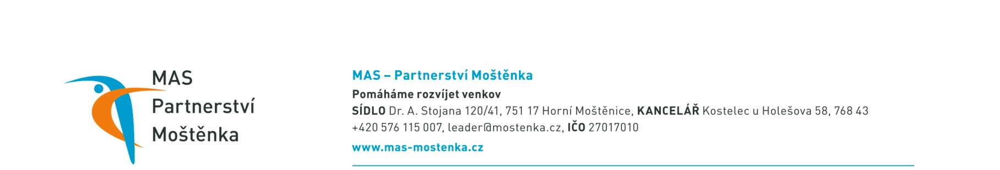 MAS
Partnerství
Moštěnka
MAS – Partnerství Moštěnka
Pomáháme rozvíjet venkov
SÍDLO Dr. A. Stojana 120/41, 751 17 Horní Moštěnice, KANCELÁŘ Kostelec u Holešova 58, 768 43
+420 576 115 007, leader@mostenka.cz, IČO 27017010
www.mas-mostenka.cz